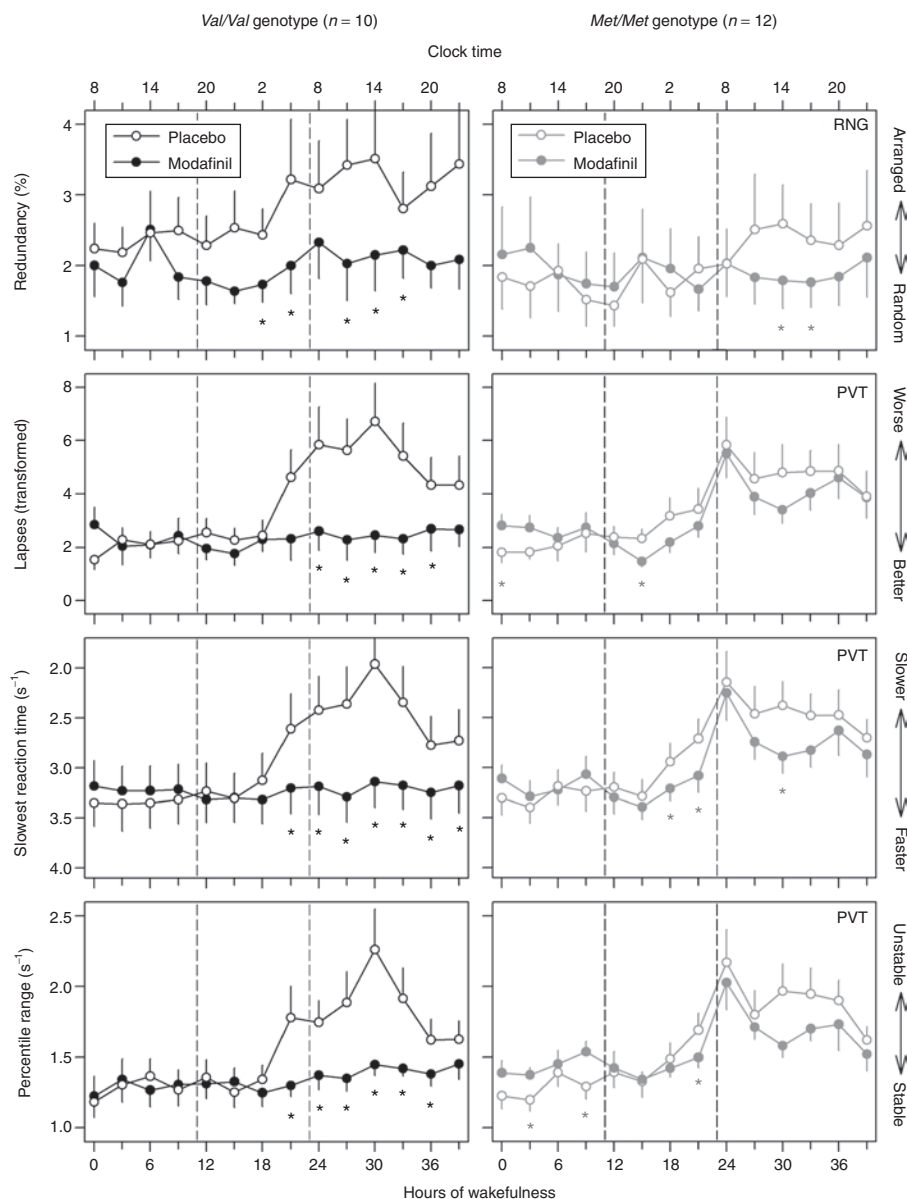 Val/Val genotype (n = 10)
Met/Met genotype (n = 12)
Clock time
8 14 20 2 8 14 20
8 14 20 2 8 14 20
Redundancy (%)
4
3
2
1
Placebo
Modafinil
* * * * *
Placebo
Modafinil
RNG
* *
Arranged
Random
Lapses (transformed)
8
6
4
2
0
* * * * *
PVT
* *
Worse
Better
Slowest reaction time (s⁻¹)
2.0
2.5
3.0
3.5
4.0
* * * * * * *
PVT
* * *
Slower
Faster
Percentile range (s⁻¹)
2.5
2.0
1.5
1.0
* * * * * *
PVT
* * *
Unstable
Stable
0 6 12 18 24 30 36
0 6 12 18 24 30 36
Hours of wakefulness